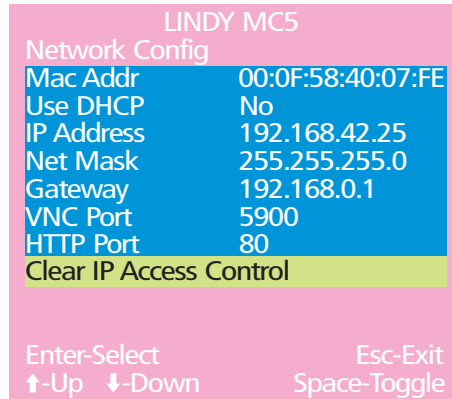 LINDY MC5
Network Config
Mac Addr 00:0F:58:40:07:FE
Use DHCP No
IP Address 192.168.42.25
Net Mask 255.255.255.0
Gateway 192.168.0.1
VNC Port 5900
HTTP Port 80
Clear IP Access Control
Enter-Select Esc-Exit
⬆-Up ⬇-Down Space-Toggle